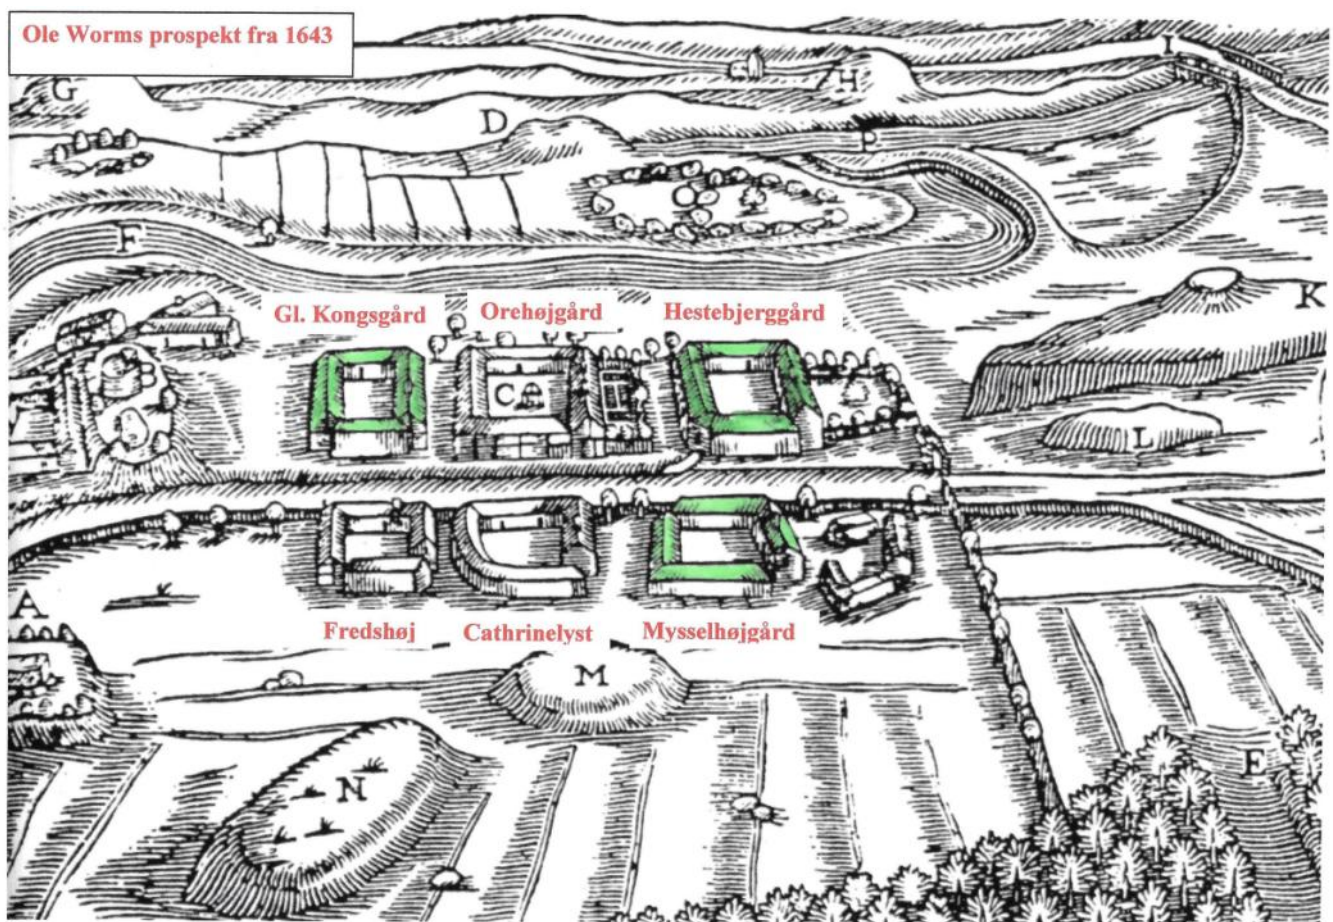 Ole Worms prospekt fra 1643
I
G
H
D
P
O
F
K
Gl. Kongsgård Orehøjgård Hestebjerggård
C
L
A
Fredshøj Cathrinelyst Mysselhøjgård
M
E
N